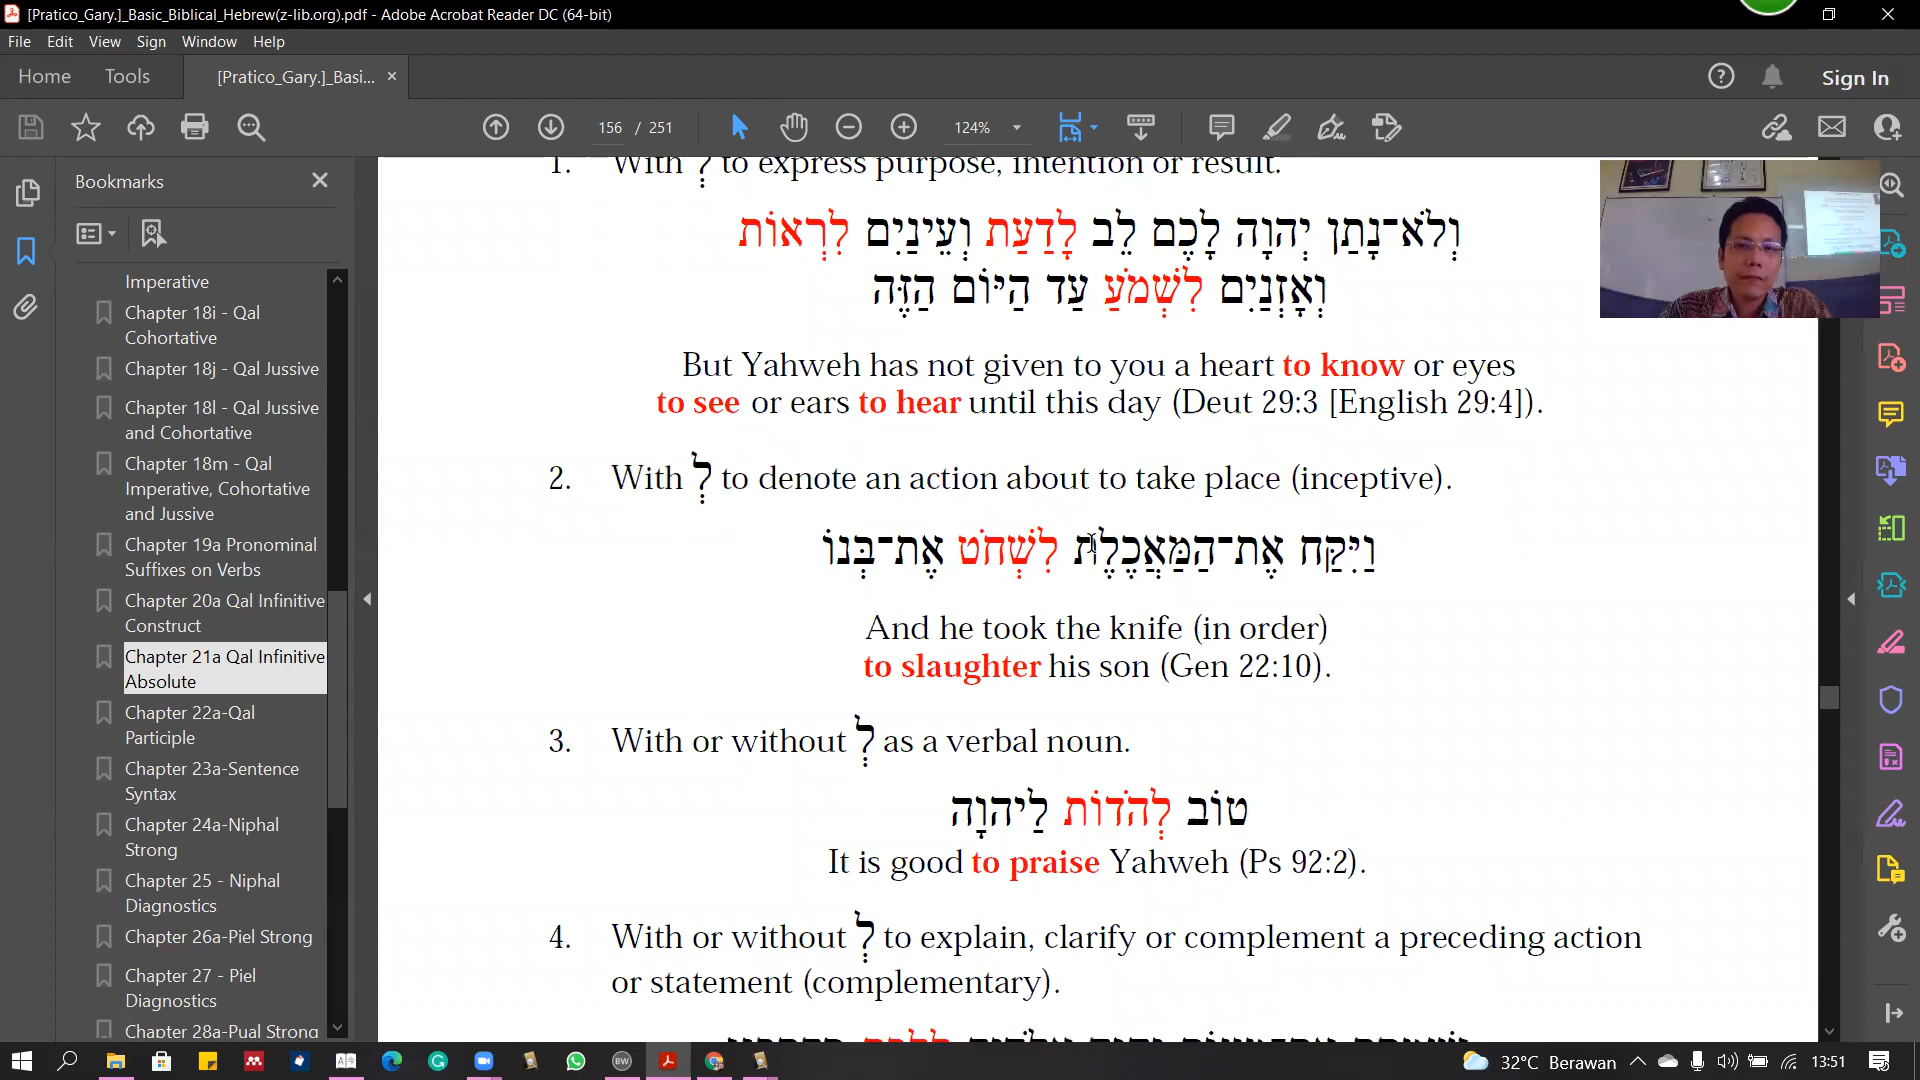 [Pratico_Gary.]_Basic_Biblical_Hebrew(z-lib.org).pdf - Adobe Acrobat Reader DC (64-bit)
File Edit View Sign Window Help
Home Tools [Pratico_Gary.]_Basi... Sign In
156 / 251 124%
Bookmarks
Imperative
Chapter 18i - Qal
Cohortative
Chapter 18j - Qal Jussive
Chapter 18l - Qal Jussive
and Cohortative
Chapter 18m - Qal
Imperative, Cohortative
and Jussive
Chapter 19a Pronominal
Suffixes on Verbs
Chapter 20a Qal Infinitive
Construct
Chapter 21a Qal Infinitive
Absolute
Chapter 22a-Qal
Participle
Chapter 23a-Sentence
Syntax
Chapter 24a-Niphal
Strong
Chapter 25 - Niphal
Diagnostics
Chapter 26a-Piel Strong
Chapter 27 - Piel
Diagnostics
Chapter 28a-Pual Strong
1. With לְ to express purpose, intention or result.
וְלֹא־נָתַן יְהוָה לָכֶם לֵב לָדַעַת וְעֵינַיִם לִרְאוֹת
וְאָזְנַיִם לִשְׁמֹעַ עַד הַיּוֹם הַזֶּה
But Yahweh has not given to you a heart to know or eyes
to see or ears to hear until this day (Deut 29:3 [English 29:4]).
2. With לְ to denote an action about to take place (inceptive).
וַיִּקַּח אֶת־הַמַּאֲכֶלֶת לִשְׁחֹט אֶת־בְּנוֹ
And he took the knife (in order)
to slaughter his son (Gen 22:10).
3. With or without לְ as a verbal noun.
טוֹב לְהֹדוֹת לַיהוָה
It is good to praise Yahweh (Ps 92:2).
4. With or without לְ to explain, clarify or complement a preceding action
or statement (complementary).
32°C Berawan 13:51